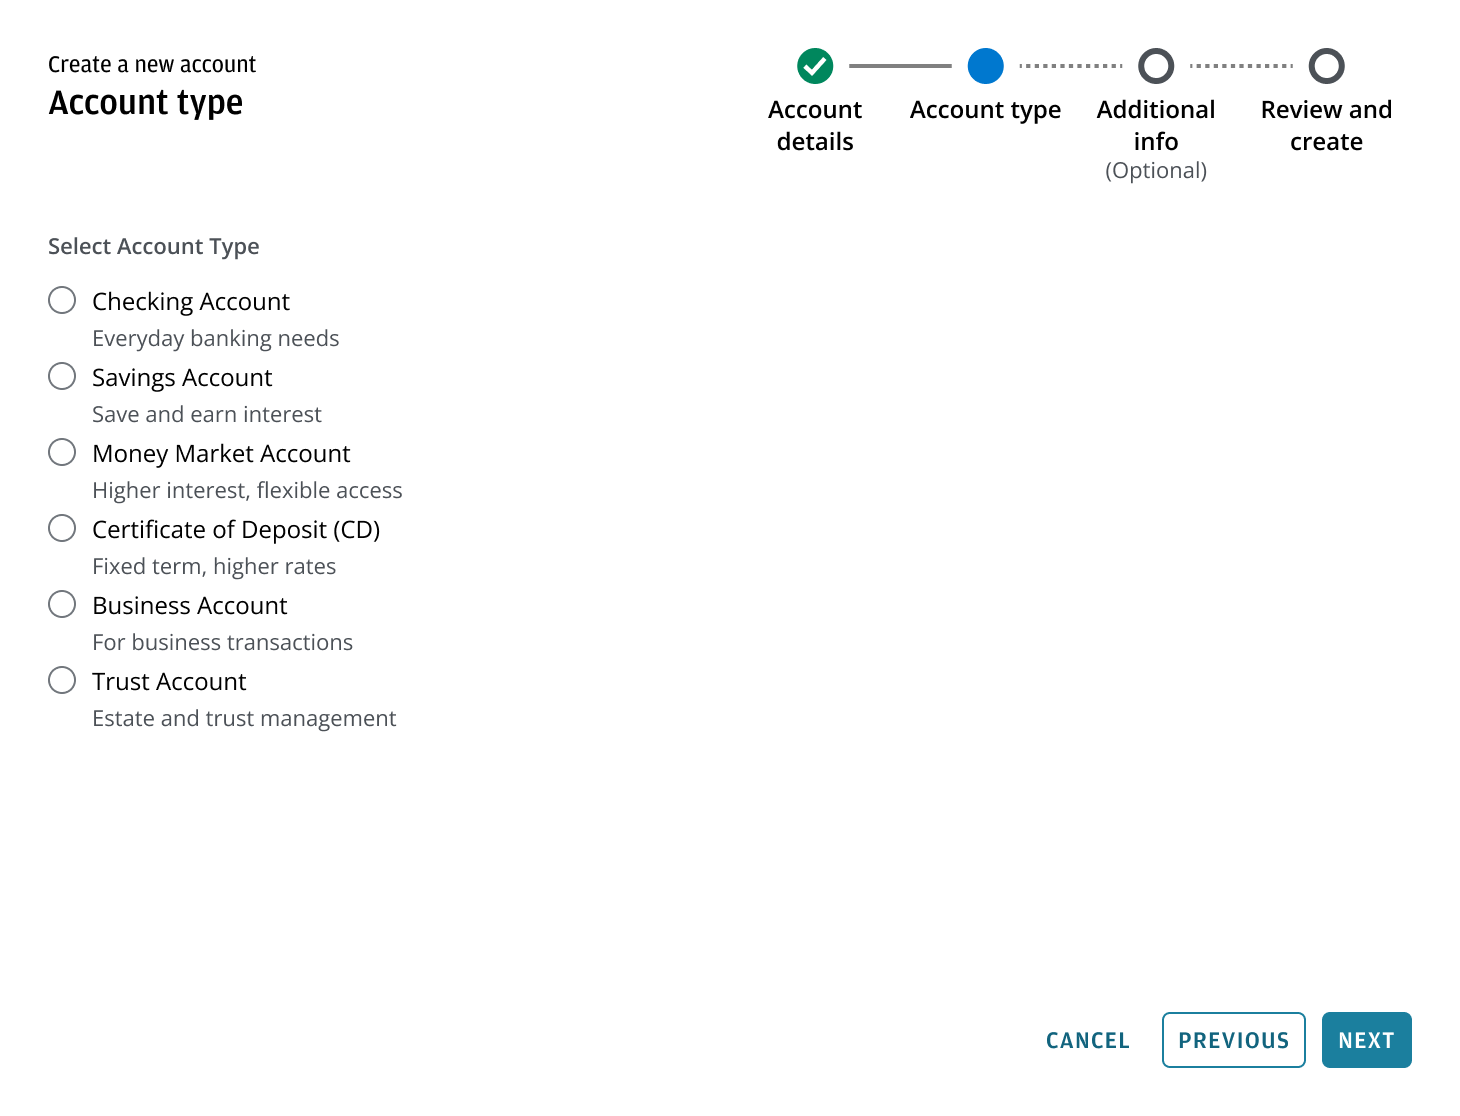 Create a new account
Account type
Account
details
Account type
Additional
info
(Optional)
Review and
create
Select Account Type
Checking Account
Everyday banking needs
Savings Account
Save and earn interest
Money Market Account
Higher interest, flexible access
Certificate of Deposit (CD)
Fixed term, higher rates
Business Account
For business transactions
Trust Account
Estate and trust management
CANCEL
PREVIOUS
NEXT